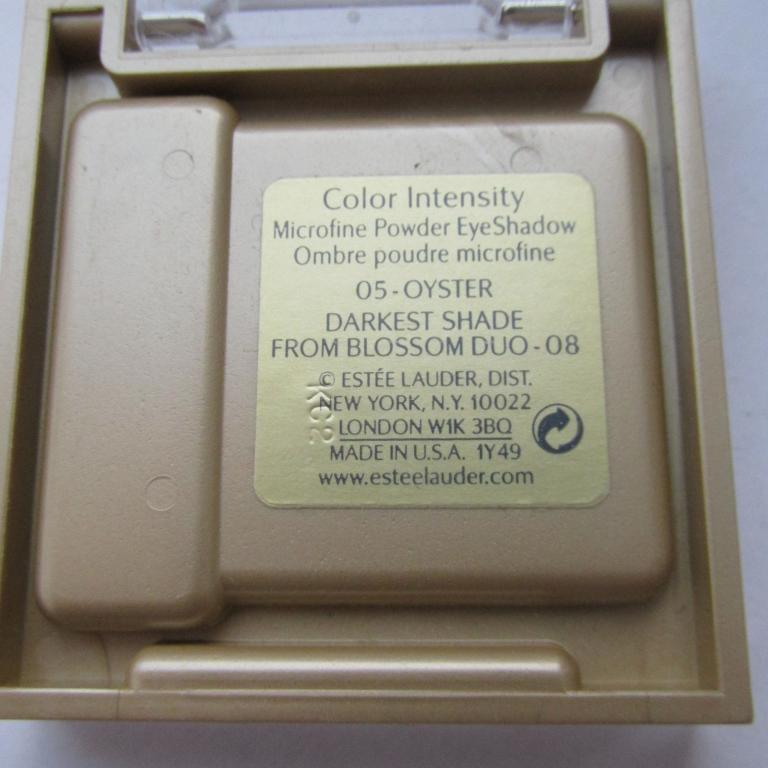 Color Intensity
Microfine Powder EyeShadow
Ombre poudre microfine
05-OYSTER
DARKEST SHADE
FROM BLOSSOM DUO-08
© ESTÉE LAUDER, DIST.
NEW YORK, N.Y. 10022
LONDON W1K 3BQ
MADE IN U.S.A. 1Y49
www.esteelauder.com